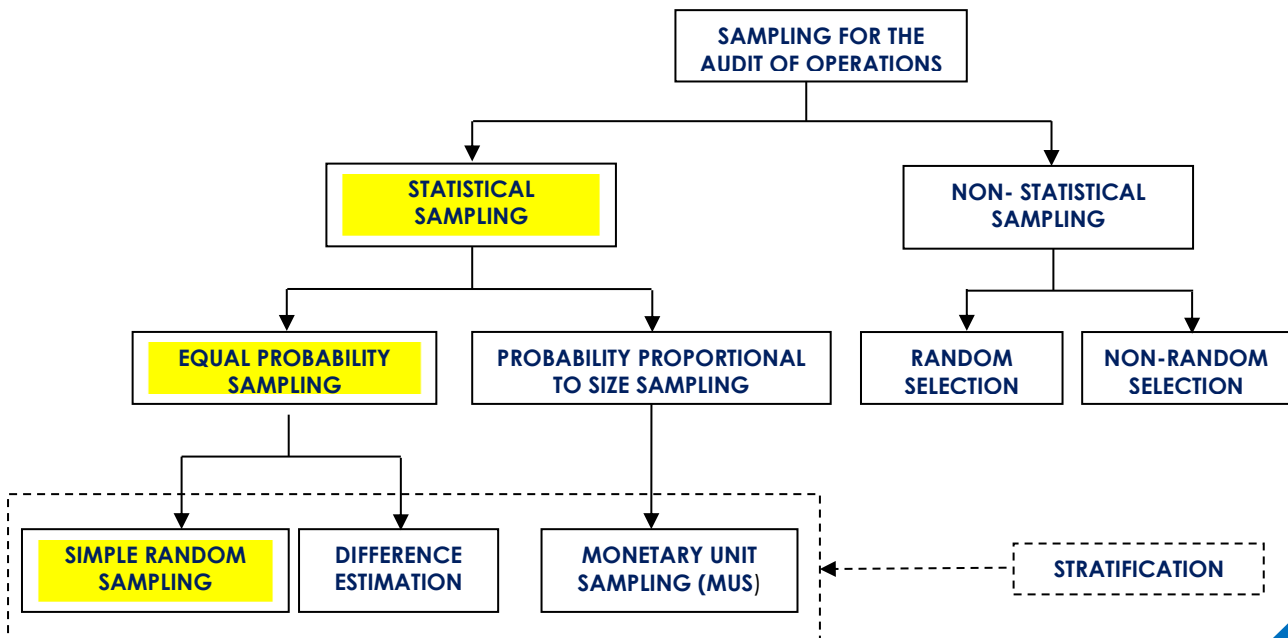 SAMPLING FOR THE
AUDIT OF OPERATIONS
STATISTICAL
SAMPLING
NON- STATISTICAL
SAMPLING
EQUAL PROBABILITY
SAMPLING
PROBABILITY PROPORTIONAL
TO SIZE SAMPLING
RANDOM
SELECTION
NON-RANDOM
SELECTION
SIMPLE RANDOM
SAMPLING
DIFFERENCE
ESTIMATION
MONETARY UNIT
SAMPLING (MUS)
STRATIFICATION